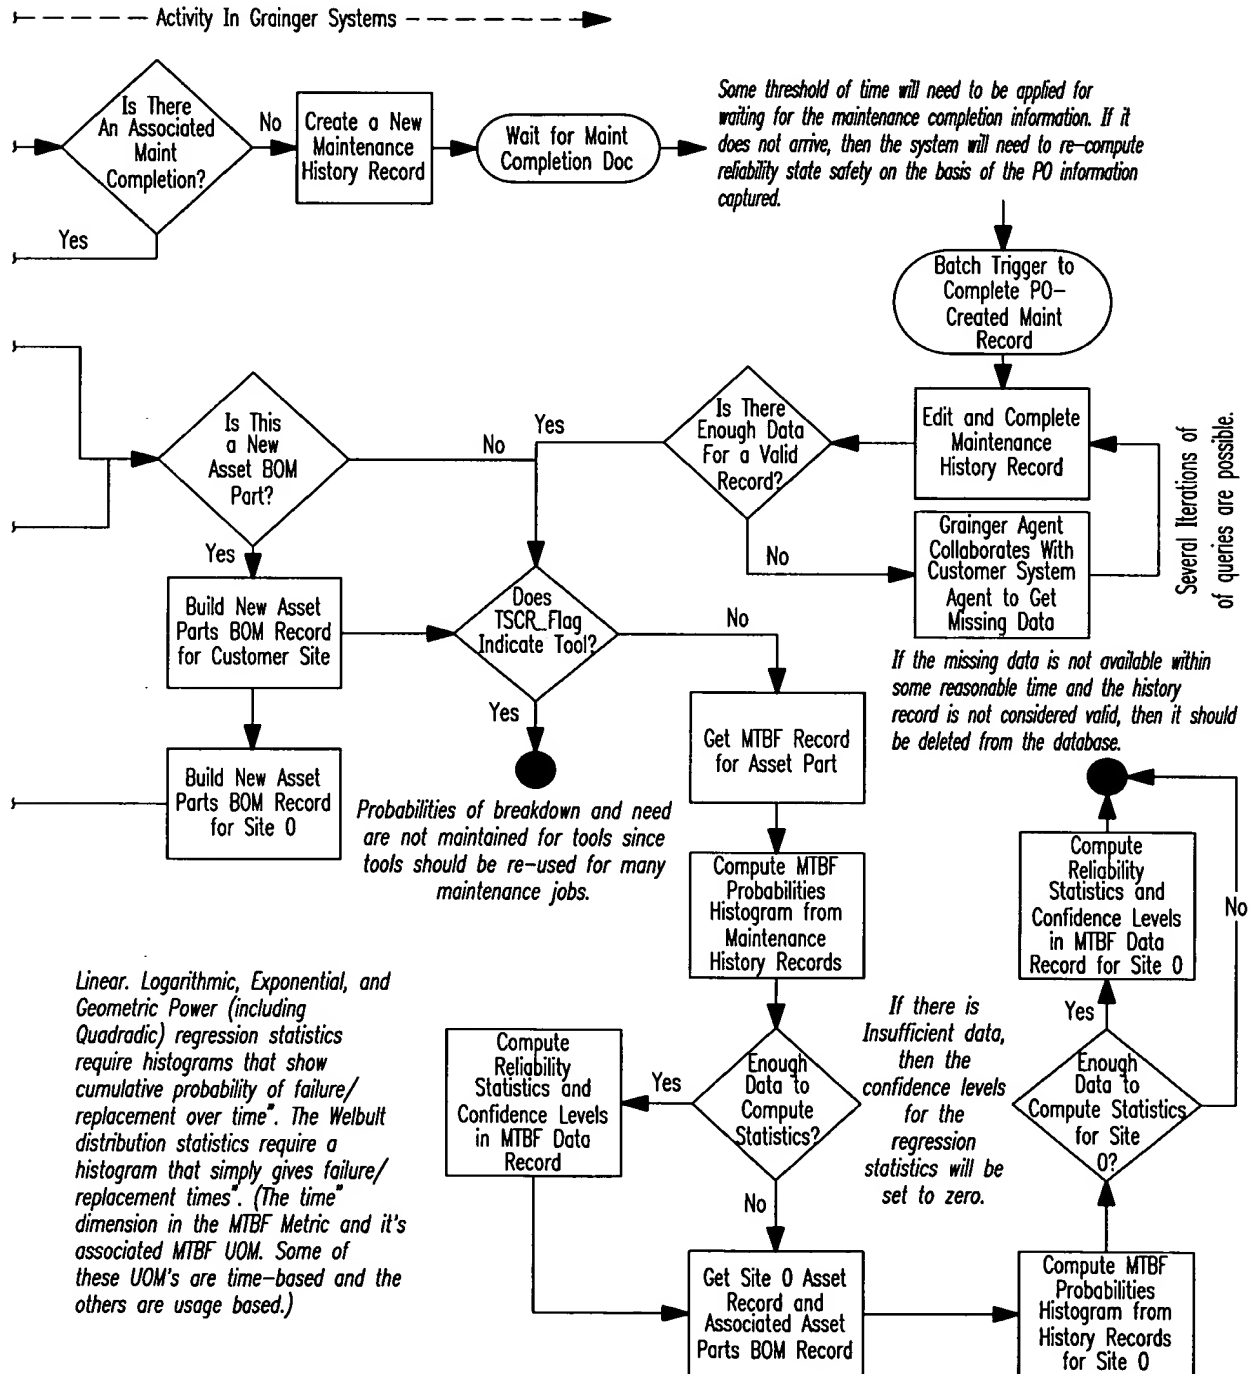 Activity In Grainger Systems
Is There
An Associated
Maint
Completion?
No
Create a New
Maintenance
History Record
Wait for Maint
Completion Doc
Some threshold of time will need to be applied for
waiting for the maintenance completion information. If it
does not arrive, then the system will need to re-compute
reliability state safety on the basis of the PO information
captured.
Yes
Batch Trigger to
Complete PO-
Created Maint
Record
Is This
a New
Asset BOM
Part?
No
Yes
Is There
Enough Data
For a Valid
Record?
Edit and Complete
Maintenance
History Record
Several Iterations of
of queries are possible.
No
Grainger Agent
Collaborates With
Customer System
Agent to Get
Missing Data
Yes
Build New Asset
Parts BOM Record
for Customer Site
Does
TSCR_Flag
Indicate Tool?
No
Yes
If the missing data is not available within
some reasonable time and the history
record is not considered valid, then it should
be deleted from the database.
Get MTBF Record
for Asset Part
Build New Asset
Parts BOM Record
for Site 0
Probabilities of breakdown and need
are not maintained for tools since
tools should be re-used for many
maintenance jobs.
Compute MTBF
Probabilities
Histogram from
Maintenance
History Records
Compute
Reliability
Statistics and
Confidence Levels
in MTBF Data
Record for Site 0
No
Linear. Logarithmic, Exponential, and
Geometric Power (including
Quadradic) regression statistics
require histograms that show
cumulative probability of failure/
replacement over time". The Welbult
distribution statistics require a
histogram that simply gives failure/
replacement times". (The time"
dimension in the MTBF Metric and it's
associated MTBF UOM. Some of
these UOM's are time-based and the
others are usage based.)
Compute
Reliability
Statistics and
Confidence Levels
in MTBF Data
Record
Yes
Enough
Data to
Compute
Statistics?
No
If there is
Insufficient data,
then the
confidence levels
for the
regression
statistics will be
set to zero.
Yes
Enough
Data to
Compute Statistics
for Site
0?
Get Site 0 Asset
Record and
Associated Asset
Parts BOM Record
Compute MTBF
Probabilities
Histogram from
History Records
for Site 0